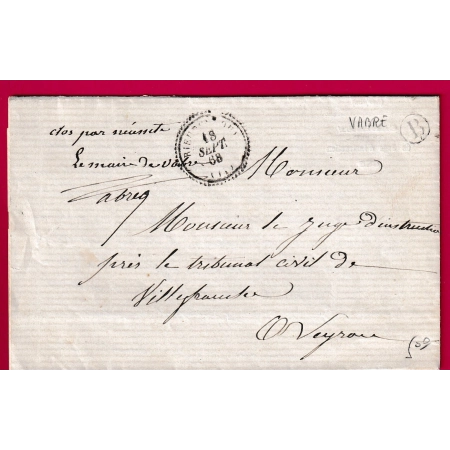 clos par nécessité
Le maire de Vabre
Vabre
18
SEPT.
68
VABRE
B
Monsieur
Monsieur le Juge d'instruction
près le tribunal civil de
Villefranche
Aveyron